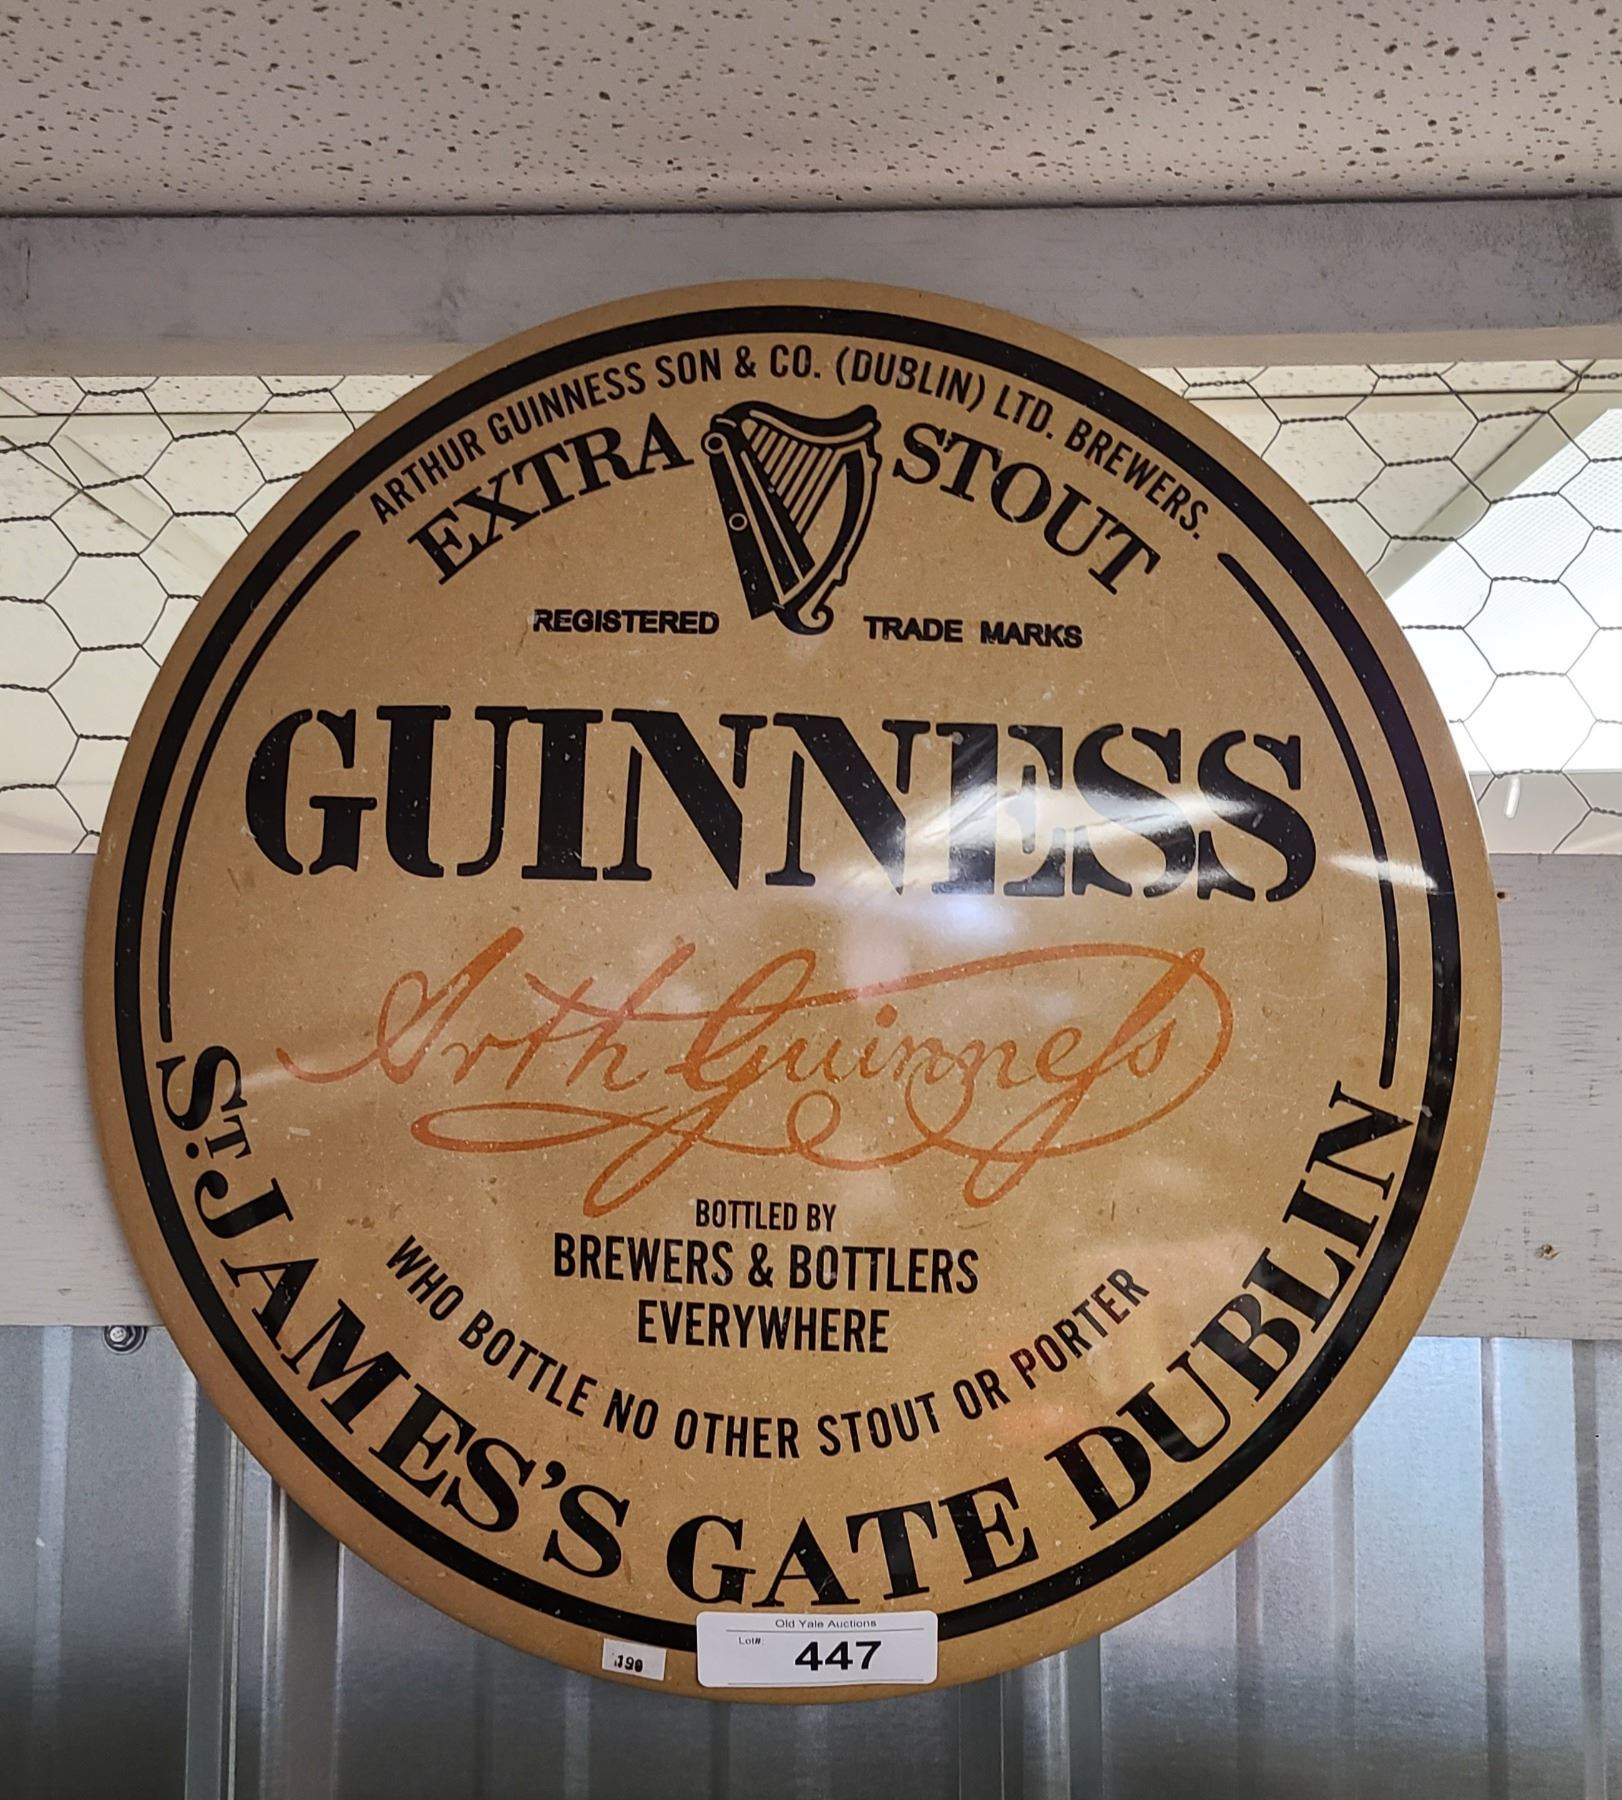 ARTHUR GUINNESS SON & CO. (DUBLIN) LTD. BREWERS.
EXTRA STOUT
REGISTERED TRADE MARKS
GUINNESS
Arth Guinness
BOTTLED BY
BREWERS & BOTTLERS
EVERYWHERE
WHO BOTTLE NO OTHER STOUT OR PORTER
ST. JAMES'S GATE DUBLIN
Old Yale Auctions
Lot#:
447